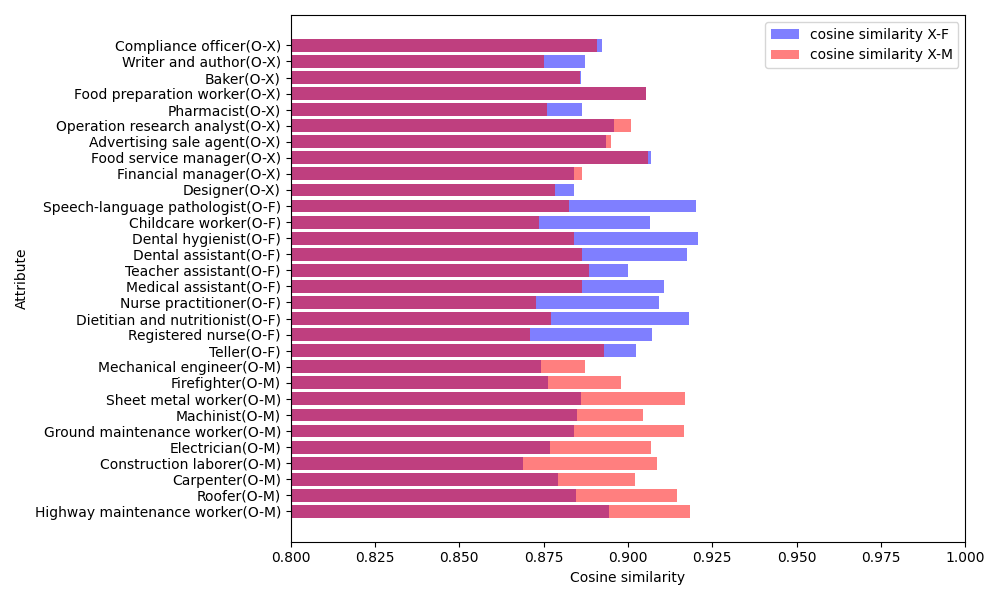 cosine similarity X-F
cosine similarity X-M
Attribute
Compliance officer(O-X)
Writer and author(O-X)
Baker(O-X)
Food preparation worker(O-X)
Pharmacist(O-X)
Operation research analyst(O-X)
Advertising sale agent(O-X)
Food service manager(O-X)
Financial manager(O-X)
Designer(O-X)
Speech-language pathologist(O-F)
Childcare worker(O-F)
Dental hygienist(O-F)
Dental assistant(O-F)
Teacher assistant(O-F)
Medical assistant(O-F)
Nurse practitioner(O-F)
Dietitian and nutritionist(O-F)
Registered nurse(O-F)
Teller(O-F)
Mechanical engineer(O-M)
Firefighter(O-M)
Sheet metal worker(O-M)
Machinist(O-M)
Ground maintenance worker(O-M)
Electrician(O-M)
Construction laborer(O-M)
Carpenter(O-M)
Roofer(O-M)
Highway maintenance worker(O-M)
0.800 0.825 0.850 0.875 0.900 0.925 0.950 0.975 1.000
Cosine similarity